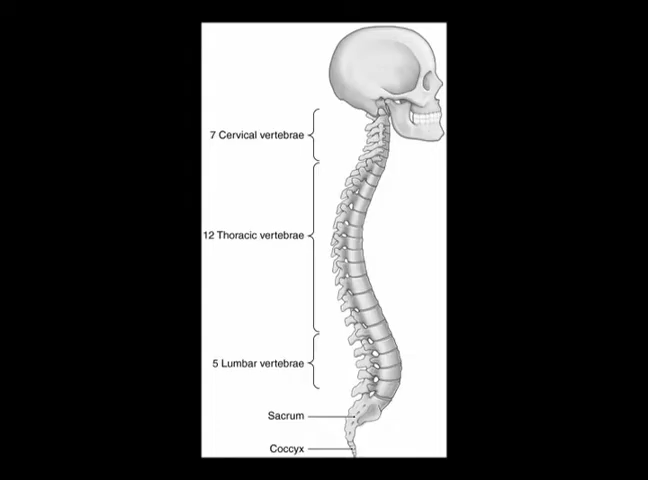 7 Cervical vertebrae
12 Thoracic vertebrae
5 Lumbar vertebrae
Sacrum
Coccyx